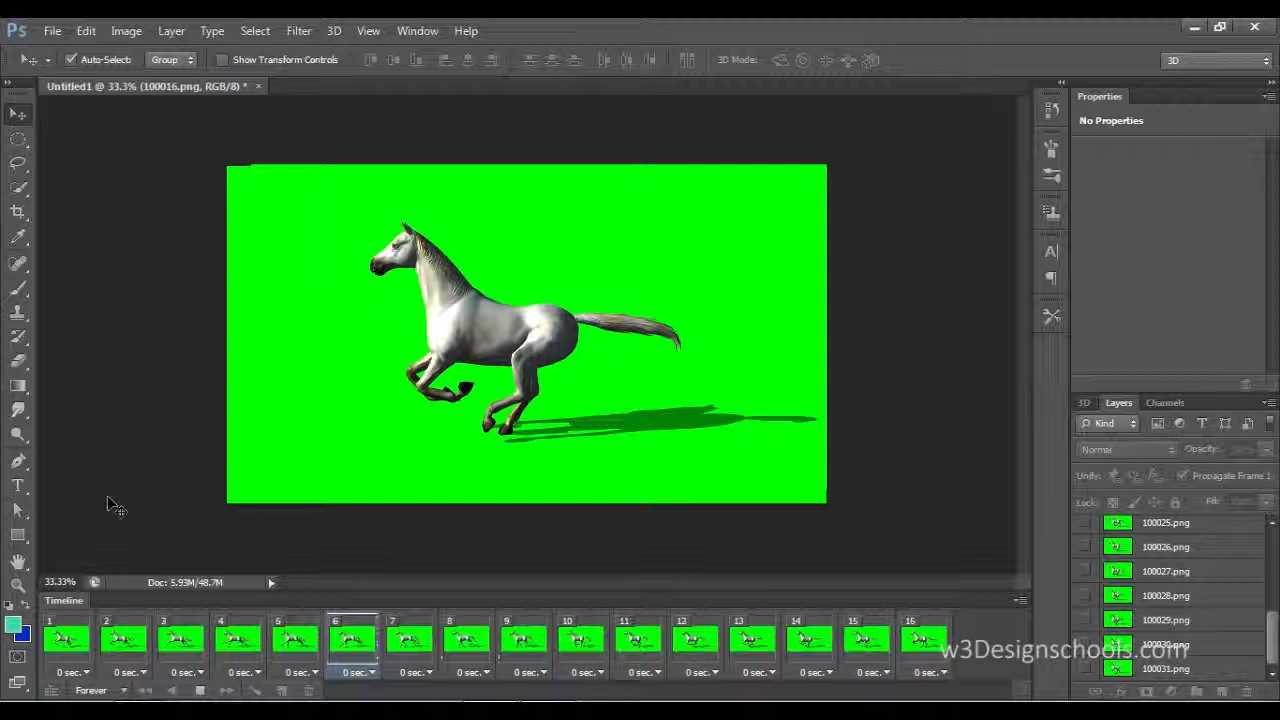 Ps File Edit Image Layer Type Select Filter 3D View Window Help
Auto-Select: Group Show Transform Controls 3D Mode: 3D
Untitled1 @ 33.3% (100016.png, RGB/8) * ×
Properties
No Properties
3D Layers Channels
Kind
Normal Opacity:
Unify: Propagate Frame 1
Lock: Fill:
100025.png
100026.png
100027.png
100028.png
100029.png
100030.png
100031.png
33.33% Doc: 5.93M/48.7M
Timeline
1 2 3 4 5 6 7 8 9 10 11 12 13 14 15 16
0 sec. 0 sec. 0 sec. 0 sec. 0 sec. 0 sec. 0 sec. 0 sec. 0 sec. 0 sec. 0 sec. 0 sec. 0 sec. 0 sec. 0 sec. 0 sec.
Forever
w3Designschools.com